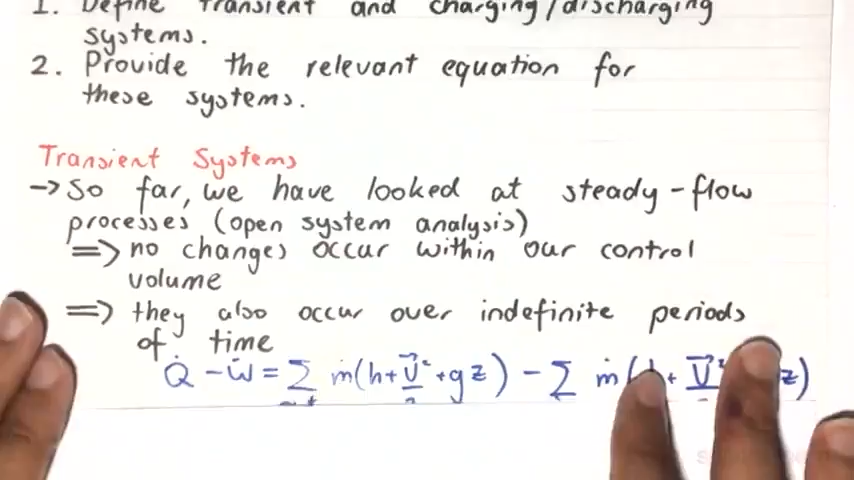 1. Define transient and charging/discharging
systems.
2. Provide the relevant equation for
these systems.
Transient Systems
→ So far, we have looked at steady-flow
processes (open system analysis)
⇒ no changes occur within our control
volume
⇒ they also occur over indefinite periods
of time
Q̇ - Ẇ = Σ ṁ(h + V⃗²/2 + gz) - Σ ṁ( + V⃗ z)